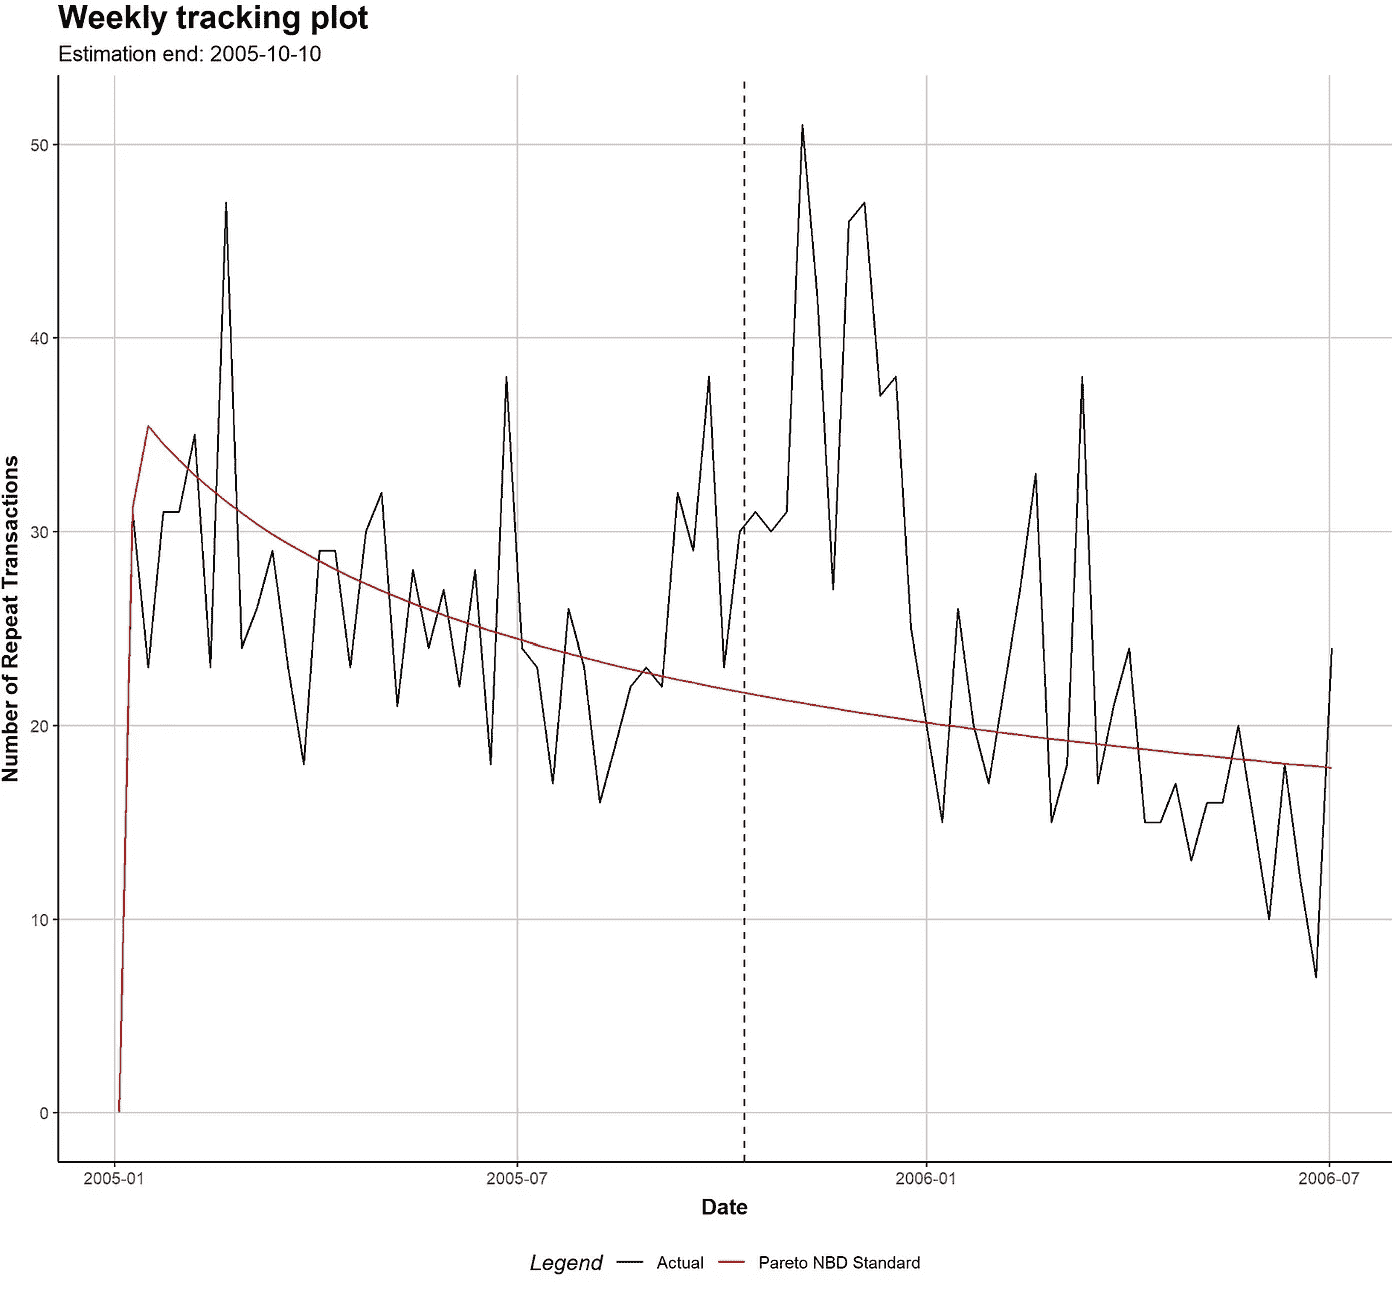 Weekly tracking plot
Estimation end: 2005-10-10
Number of Repeat Transactions
50
40
30
20
10
0
2005-01 2005-07 2006-01 2006-07
Date
Legend Actual Pareto NBD Standard